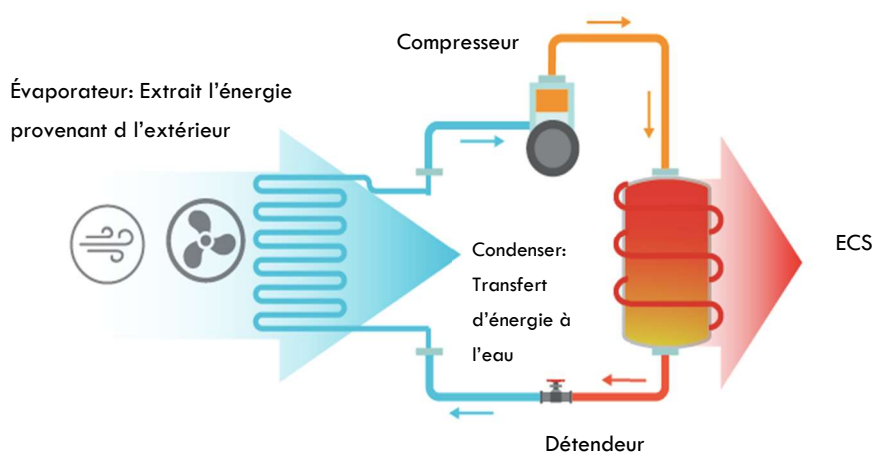 Compresseur
Évaporateur: Extrait l'énergie
provenant d l'extérieur
Condenser:
Transfert
d'énergie à
l'eau
ECS
Détendeur